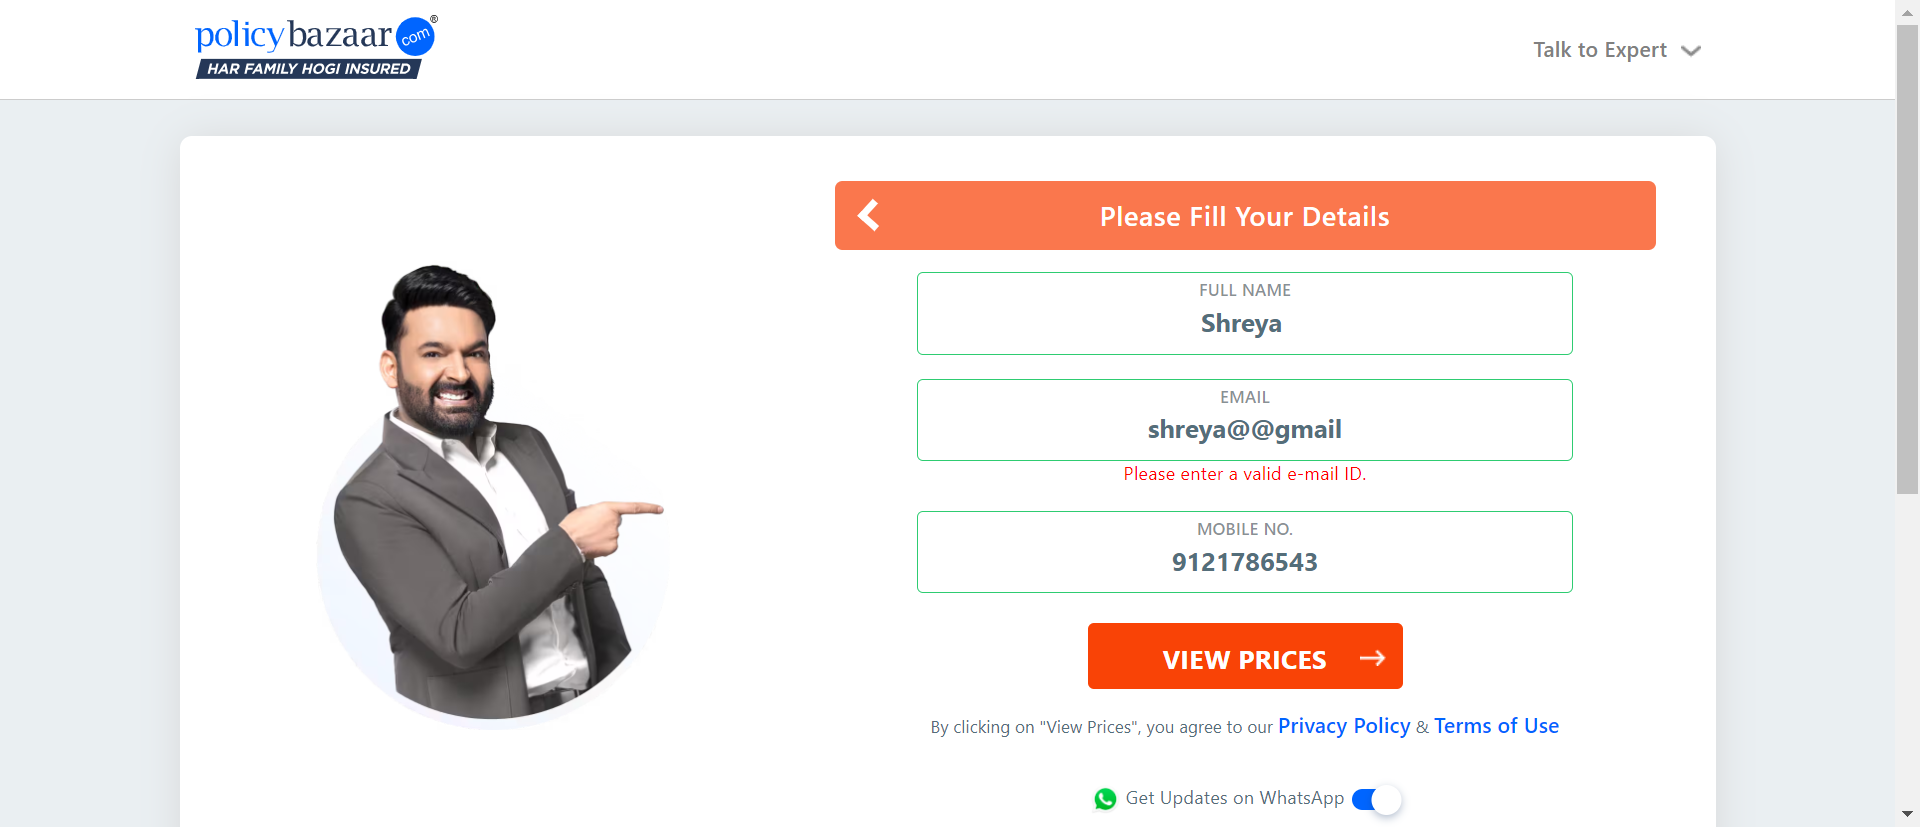 policybazaar com ®
HAR FAMILY HOGI INSURED
Talk to Expert
Please Fill Your Details
FULL NAME
Shreya
EMAIL
shreya@@gmail
Please enter a valid e-mail ID.
MOBILE NO.
9121786543
VIEW PRICES →
By clicking on "View Prices", you agree to our Privacy Policy & Terms of Use
Get Updates on WhatsApp